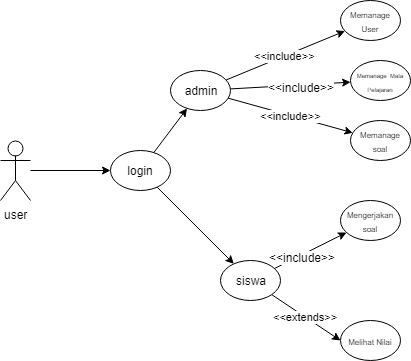 Memanage
User
<<include>>
admin
<<include>>
Memanage Mata
Pelajaran
<<include>>
Memanage
soal
login
user
Mengerjakan
soal
<<include>>
siswa
<<extends>>
Melihat Nilai